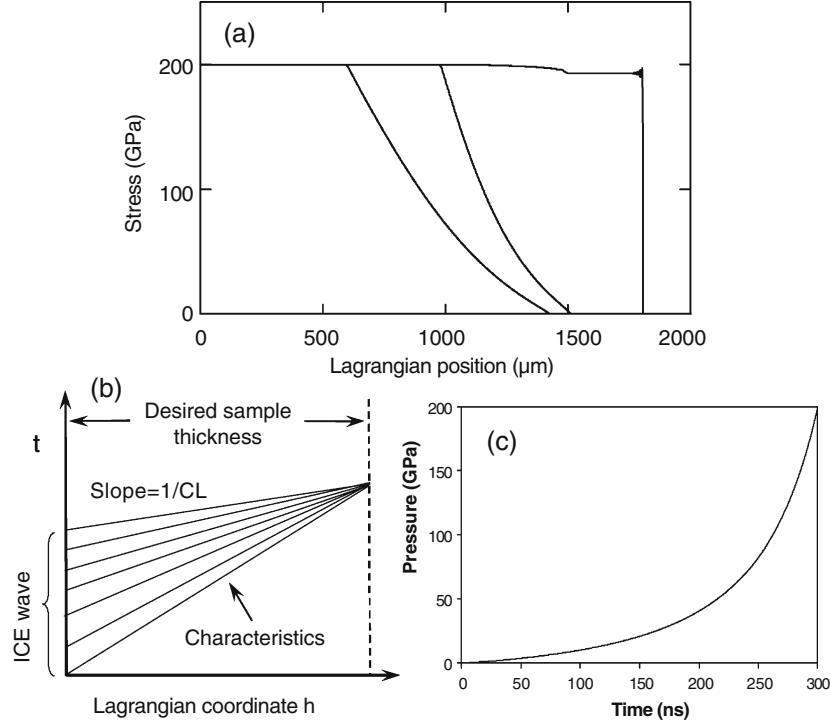 (a)
200
100
0
Stress (GPa)
0 500 1000 1500 2000
Lagrangian position (µm)
(b)
Desired sample
thickness
t
Slope=1/CL
ICE wave
Characteristics
Lagrangian coordinate h
(c)
200
150
100
50
0
Pressure (GPa)
0 50 100 150 200 250 300
Time (ns)